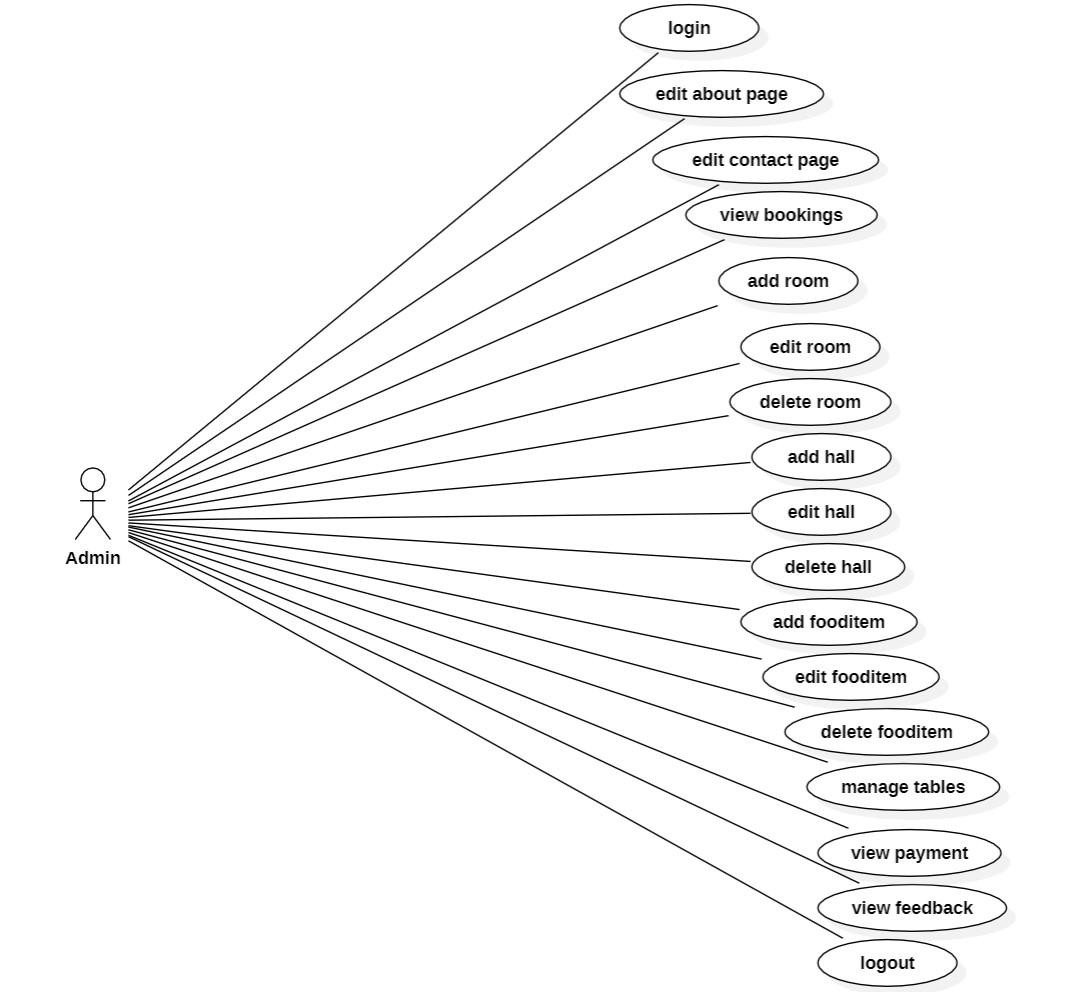 login
edit about page
edit contact page
view bookings
add room
edit room
delete room
add hall
edit hall
Admin
delete hall
add fooditem
edit fooditem
delete fooditem
manage tables
view payment
view feedback
logout